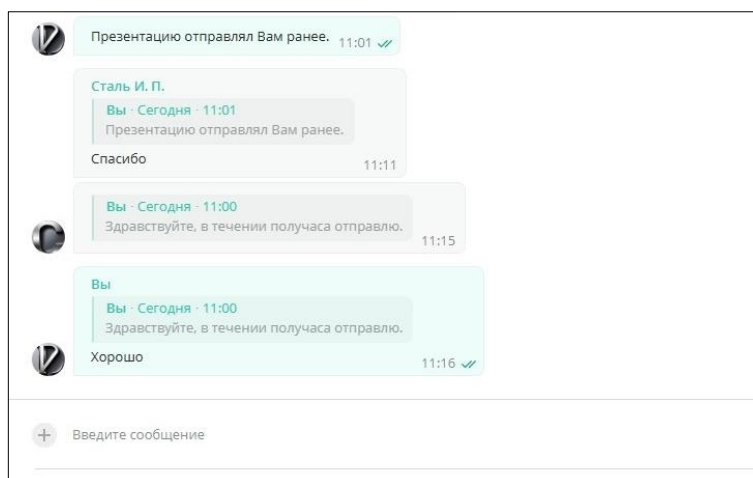 Презентацию отправлял Вам ранее. 11:01
Сталь И. П.
Вы · Сегодня · 11:01
Презентацию отправлял Вам ранее.
Спасибо 11:11
Вы · Сегодня · 11:00
Здравствуйте, в течении получаса отправлю.
11:15
Вы
Вы · Сегодня · 11:00
Здравствуйте, в течении получаса отправлю.
Хорошо 11:16
Введите сообщение